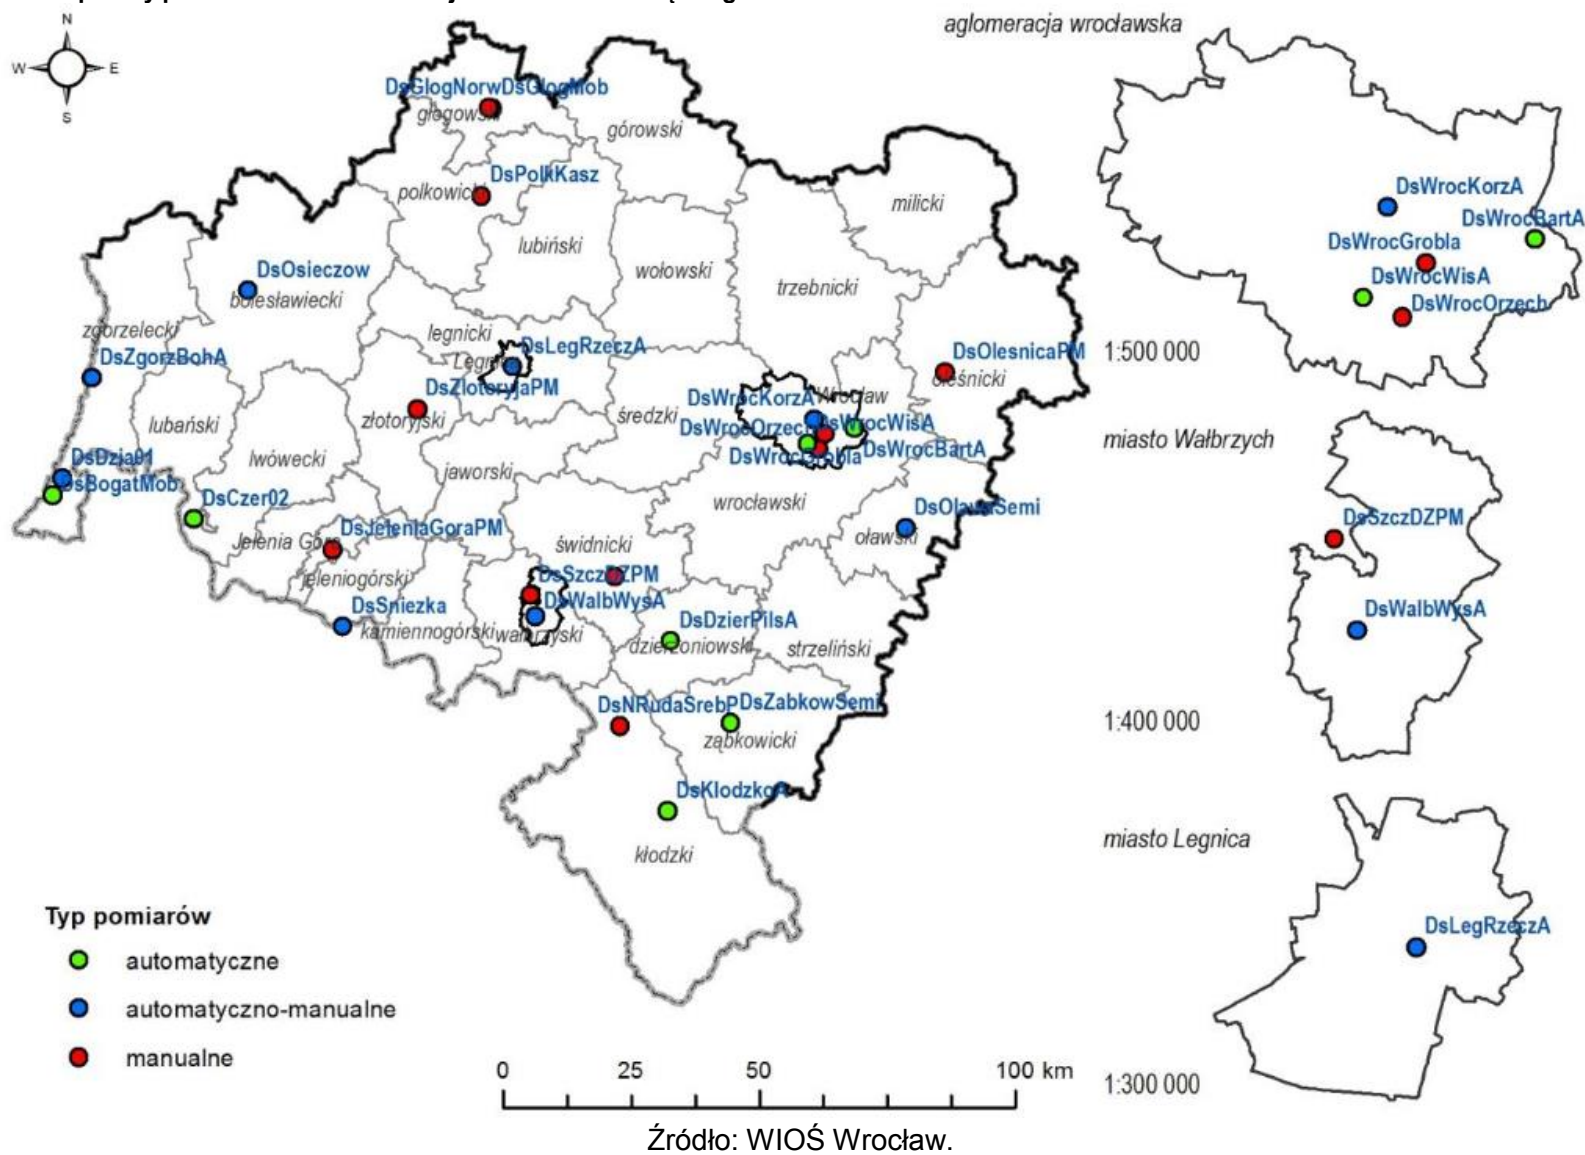 N
W
E
S
aglomeracja wrocławska
DsGlogNorw
DsGlogMob
głogowski
górowski
DsPolkKasz
polkowicki
milicki
lubiński
DsOsieczow
bolesławiecki
wołowski
trzebnicki
zgorzelecki
legnicki
DsLegRzeczA
Legnica
DsZgorzBohA
DsZlotoryjaPM
złotoryjski
DsOlesnicaPM
oleśnicki
Wrocław
DsWrocKorzA
średzki
DsWrocOrzech
DsWrocWisA
DsWrocGrobla
DsWrocBartA
lubański
lwówecki
jaworski
DsDzia01
DsBogatMob
DsCzer02
wrocławski
DsOlawaSemi
oławski
DsJeleniaGoraPM
Jelenia Góra
świdnicki
jeleniogórski
DsSzczDZPM
DsWalbWysA
DsSniezka
kamiennogórski
wałbrzyski
DsDzierPilsA
dzierżoniowski
strzeliński
DsNRudaSrebP
DsZabkowSemi
ząbkowicki
DsKlodzkoA
kłodzki
DsWrocKorzA
DsWrocBartA
DsWrocGrobla
DsWrocWisA
DsWrocOrzech
1:500 000
miasto Wałbrzych
DsSzczDZPM
DsWalbWysA
1:400 000
miasto Legnica
DsLegRzeczA
1:300 000
Typ pomiarów
automatyczne
automatyczno-manualne
manualne
0 25 50 100 km
Źródło: WIOŚ Wrocław.